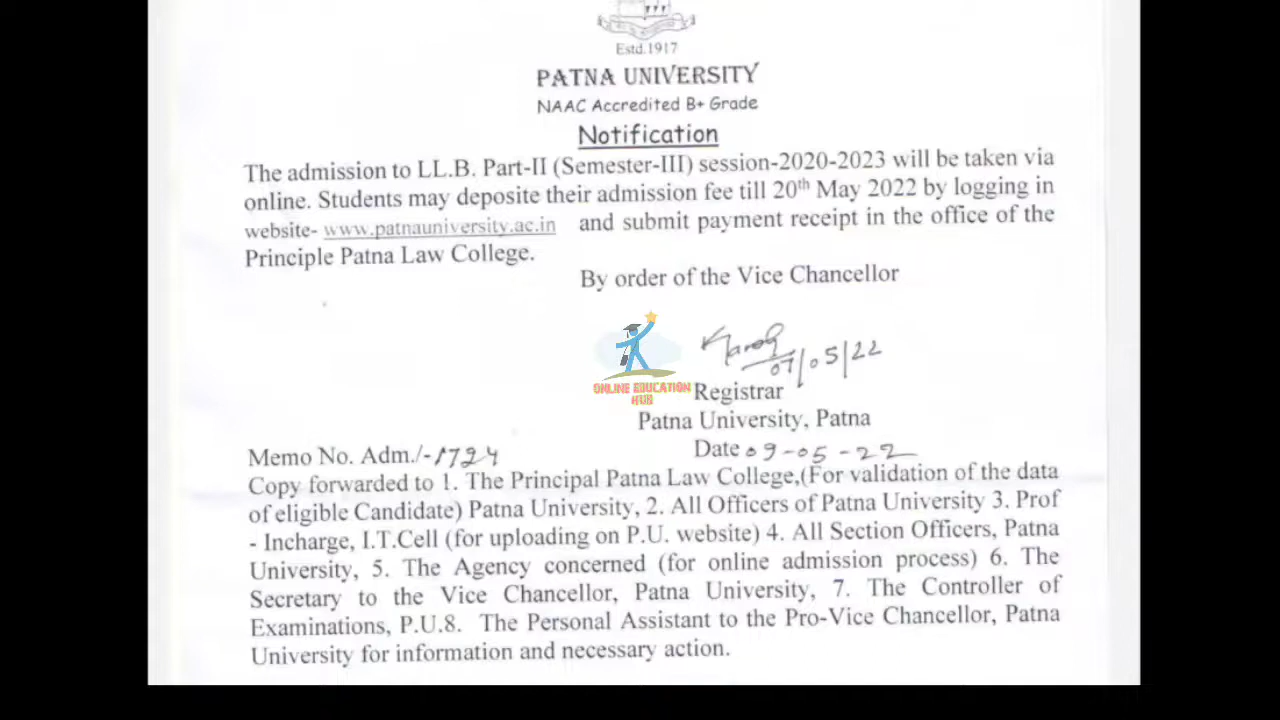 Estd.1917
PATNA UNIVERSITY
NAAC Accredited B+ Grade
Notification
The admission to LL.B. Part-II (Semester-III) session-2020-2023 will be taken via
online. Students may deposite their admission fee till 20th May 2022 by logging in
website- www.patnauniversity.ac.in and submit payment receipt in the office of the
Principle Patna Law College.
By order of the Vice Chancellor
07/05/22
ONLINE EDUCATION
HUB
Registrar
Patna University, Patna
Memo No. Adm./-1724
Date 09-05-22
Copy forwarded to 1. The Principal Patna Law College,(For validation of the data
of eligible Candidate) Patna University, 2. All Officers of Patna University 3. Prof
- Incharge, I.T.Cell (for uploading on P.U. website) 4. All Section Officers, Patna
University, 5. The Agency concerned (for online admission process) 6. The
Secretary to the Vice Chancellor, Patna University, 7. The Controller of
Examinations, P.U.8. The Personal Assistant to the Pro-Vice Chancellor, Patna
University for information and necessary action.